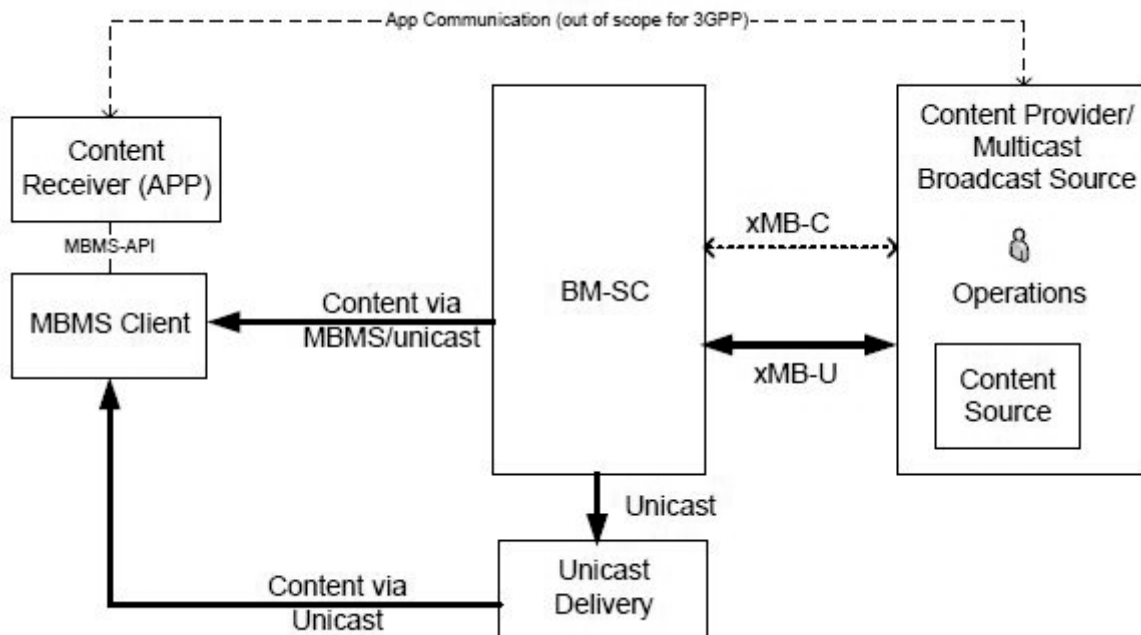 App Communication (out of scope for 3GPP)
Content
Receiver (APP)
MBMS-API
MBMS Client
Content via
MBMS/unicast
BM-SC
xMB-C
xMB-U
Content Provider/
Multicast
Broadcast Source
Operations
Content
Source
Unicast
Unicast
Delivery
Content via
Unicast